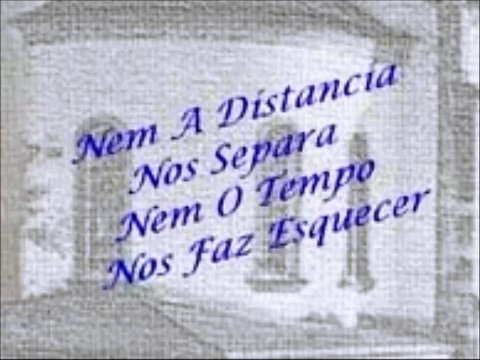 Nem A Distancia
Nos Separa
Nem O Tempo
Nos Faz Esquecer